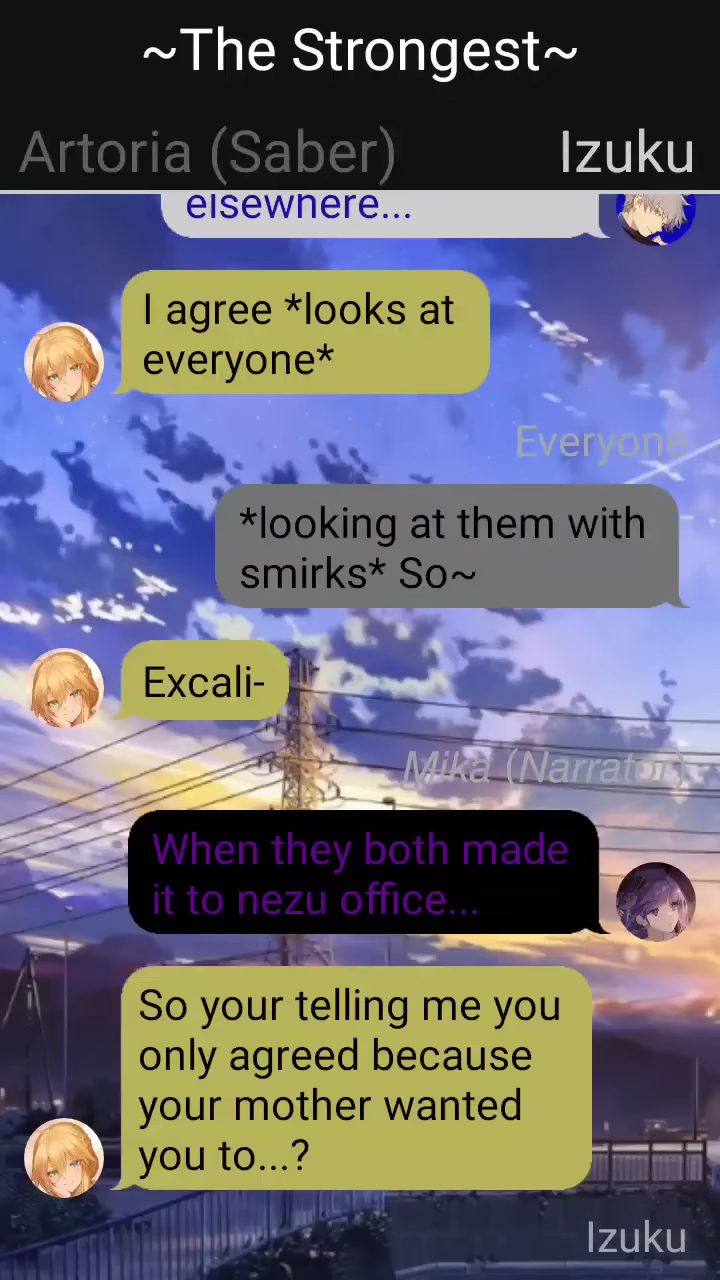 ~The Strongest~
Artoria (Saber)
Izuku
elsewhere...
I agree *looks at
everyone*
Everyone
*looking at them with
smirks* So~
Excali-
Mika (Narrator)
When they both made
it to nezu office...
So your telling me you
only agreed because
your mother wanted
you to...?
Izuku